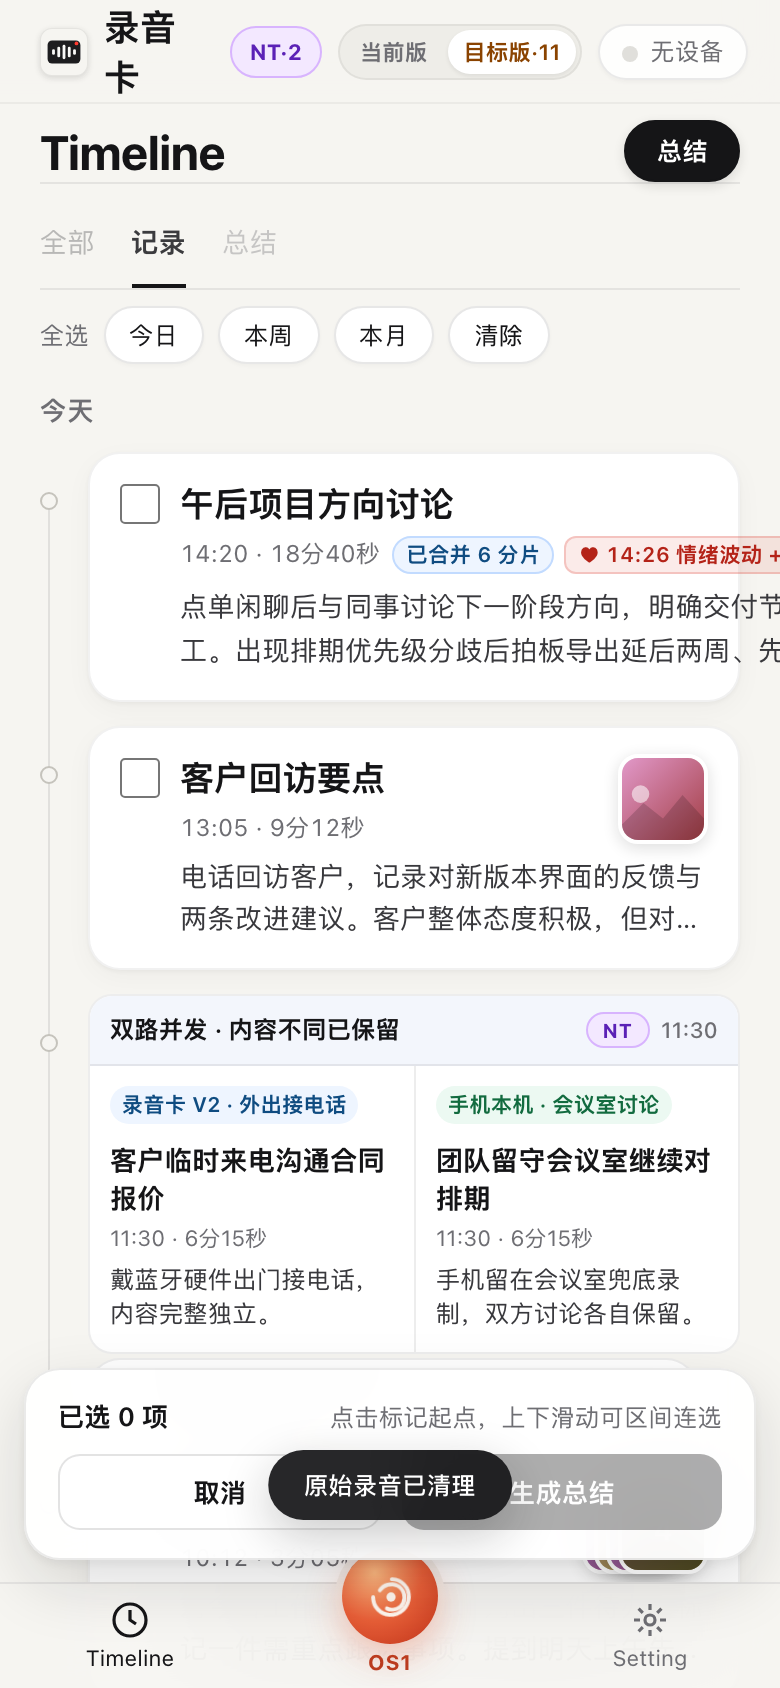 录音
卡
NT·2
当前版
目标版·11
无设备
Timeline
总结
全部
记录
总结
全选
今日
本周
本月
清除
今天
午后项目方向讨论
14:20 · 18分40秒
已合并 6 分片
14:26 情绪波动 +
点单闲聊后与同事讨论下一阶段方向，明确交付节
工。出现排期优先级分歧后拍板导出延后两周、先
客户回访要点
13:05 · 9分12秒
电话回访客户，记录对新版本界面的反馈与
两条改进建议。客户整体态度积极，但对...
双路并发 · 内容不同已保留
NT
11:30
录音卡 V2 · 外出接电话
客户临时来电沟通合同
报价
11:30 · 6分15秒
戴蓝牙硬件出门接电话，
内容完整独立。
手机本机 · 会议室讨论
团队留守会议室继续对
排期
11:30 · 6分15秒
手机留在会议室兜底录
制，双方讨论各自保留。
已选 0 项
点击标记起点，上下滑动可区间连选
取消
原始录音已清理
生成总结
Timeline
OS1
Setting